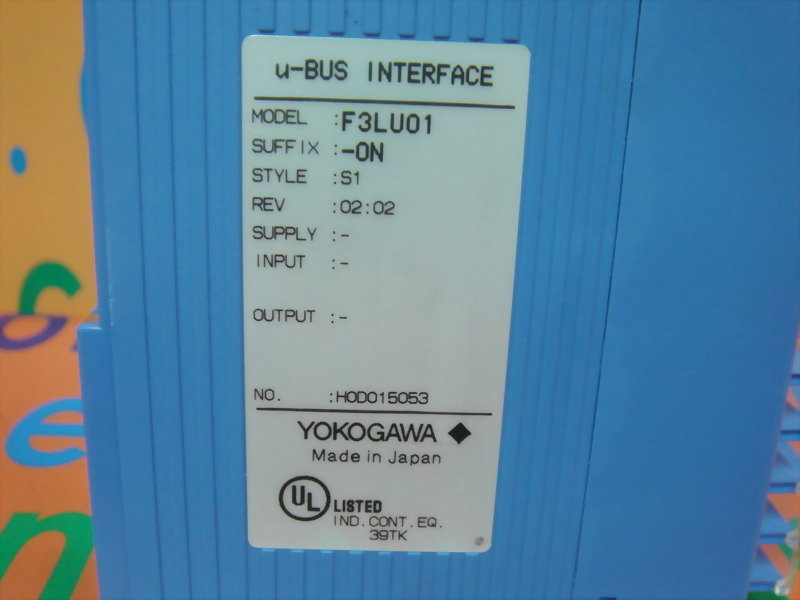 u-BUS INTERFACE
MODEL :F3LU01
SUFFIX :-0N
STYLE :S1
REV :02:02
SUPPLY :-
INPUT :-
OUTPUT :-
NO. :H0D015053
YOKOGAWA
Made in Japan
UL LISTED
IND.CONT.EQ.
39TK